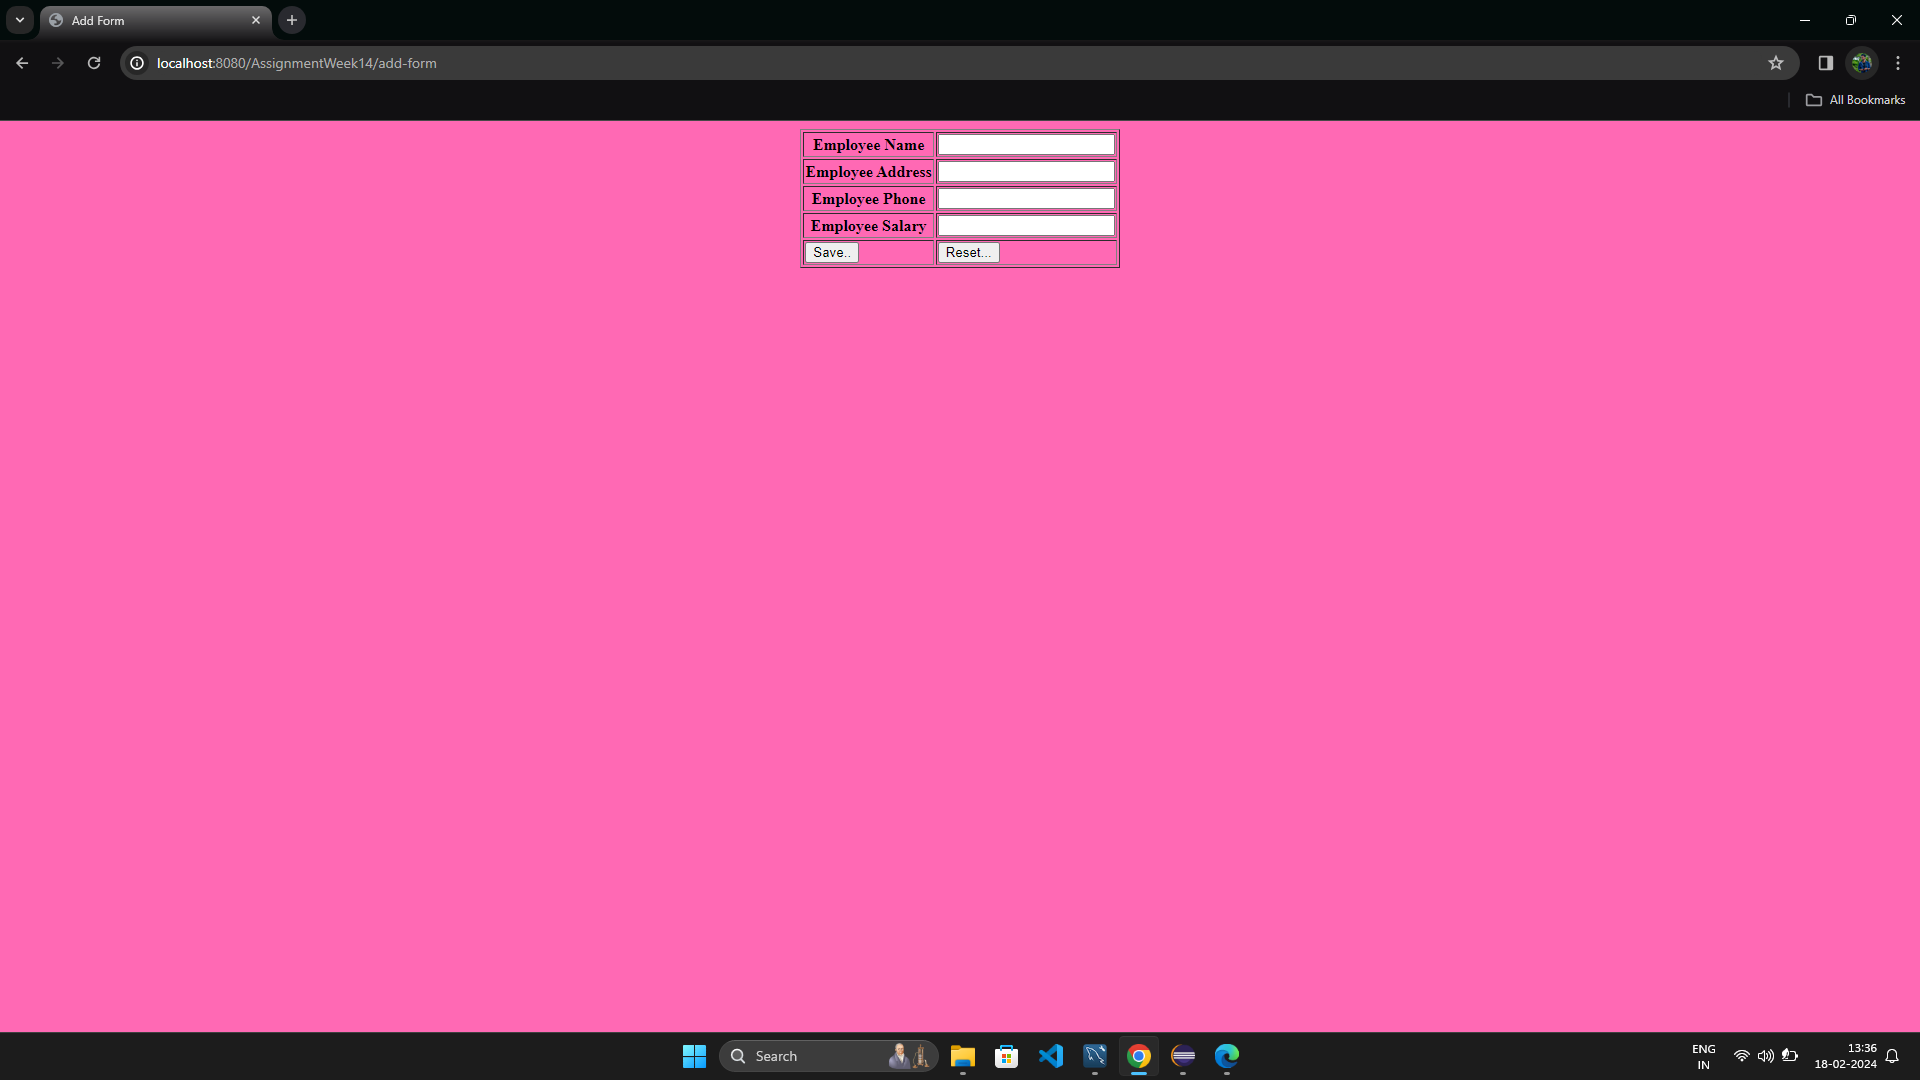 Add Form
localhost:8080/AssignmentWeek14/add-form
All Bookmarks
Employee Name
Employee Address
Employee Phone
Employee Salary
Save.. Reset...
Search
ENG
IN
13:36
18-02-2024